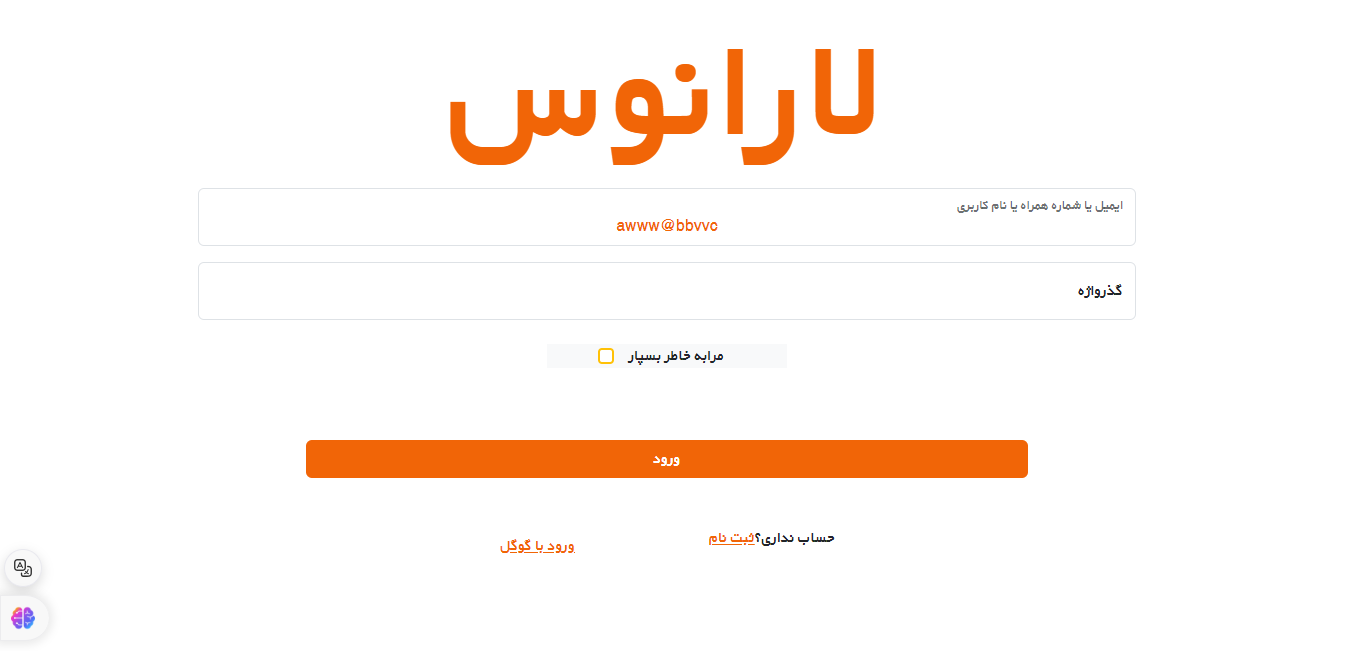 لارانوس
ایمیل یا شماره همراه یا نام کاربری
awww@bbvvc
گذرواژه
مرابه خاطر بسپار
ورود
حساب نداری؟ثبت نام
ورود با گوگل